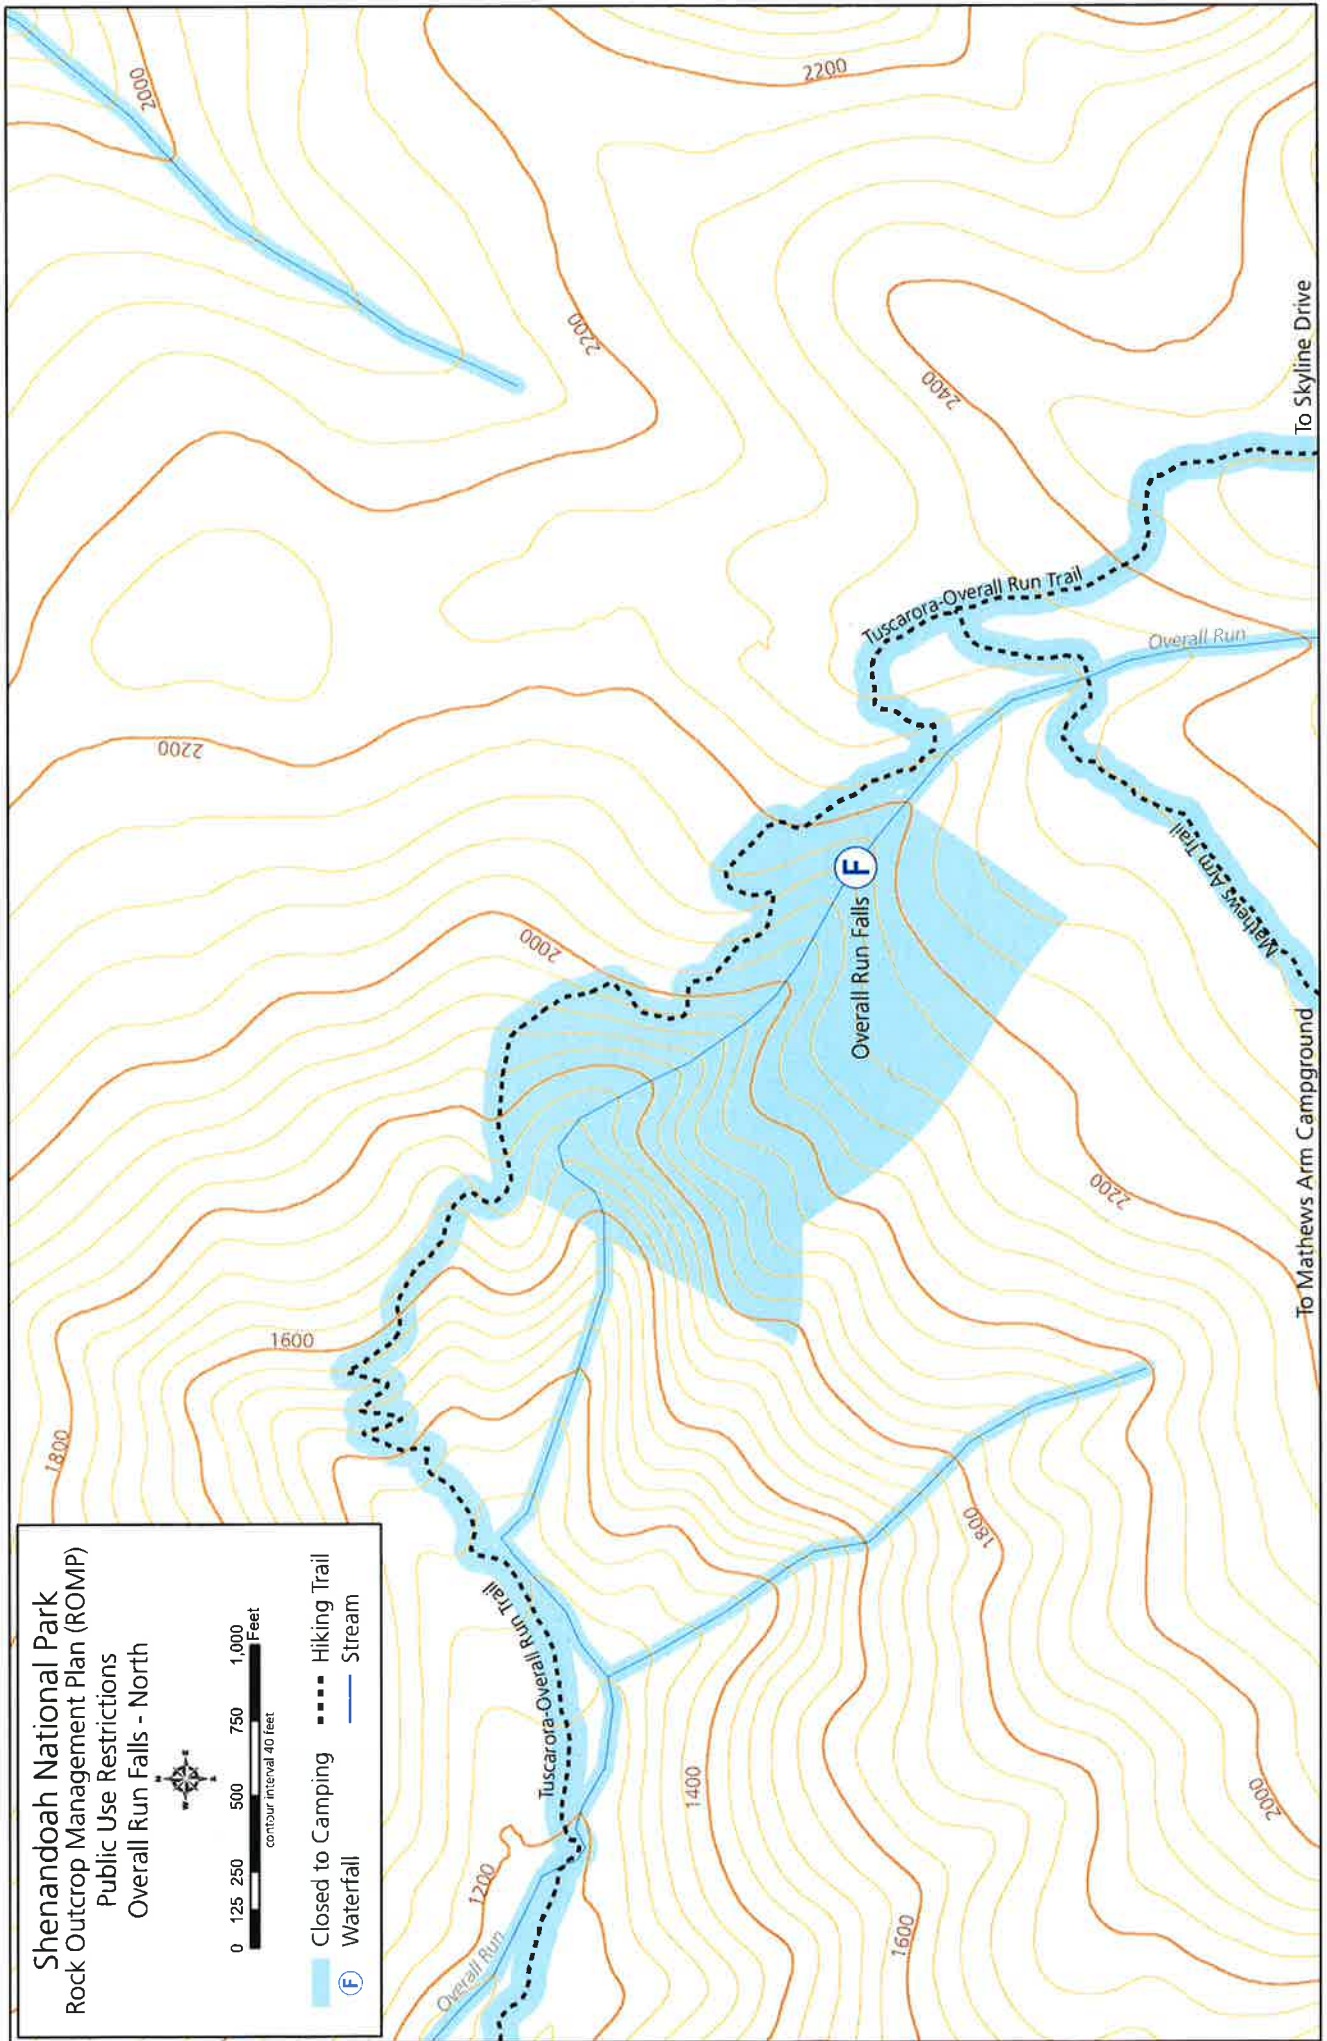 Shenandoah National Park
Rock Outcrop Management Plan (ROMP)
Public Use Restrictions
Overall Run Falls - North
N
W E
S
0 125 250 500 750 1,000
Feet
contour interval 40 feet
Closed to Camping
Hiking Trail
F Waterfall
Stream
1800
1600
2000
2200
2200
2000
2200
2400
1200
1400
1600
1800
2000
2200
Overall Run
Tuscarora-Overall Run Trail
Tuscarora-Overall Run Trail
F
Overall Run Falls
Overall Run
Mathews Arm Trail
To Mathews Arm Campground
To Skyline Drive